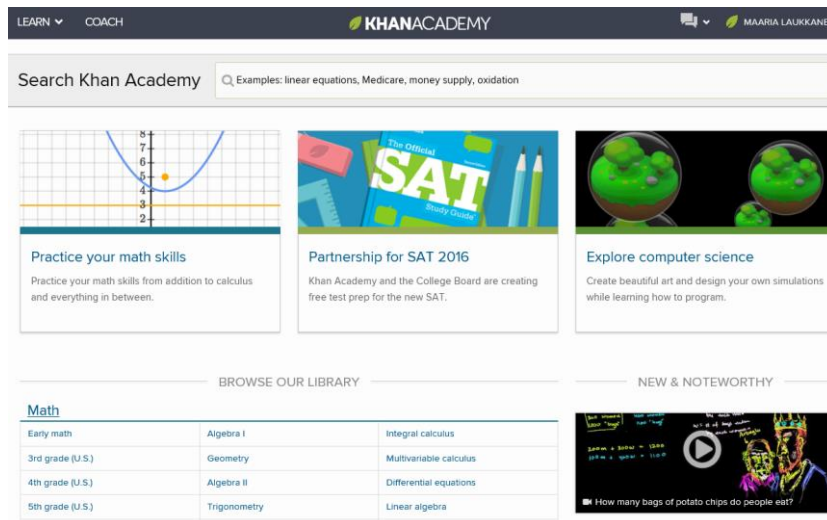 LEARN COACH KHANACADEMY MAARIA LAUKKANE
Search Khan Academy Examples: linear equations, Medicare, money supply, oxidation
8
7
6
5
4
3
2
The Official
SAT
Study Guide
Practice your math skills
Practice your math skills from addition to calculus
and everything in between.
Partnership for SAT 2016
Khan Academy and the College Board are creating
free test prep for the new SAT.
Explore computer science
Create beautiful art and design your own simulations
while learning how to program.
BROWSE OUR LIBRARY
NEW & NOTEWORTHY
Math
Early math Algebra I Integral calculus
3rd grade (U.S.) Geometry Multivariable calculus
4th grade (U.S.) Algebra II Differential equations
5th grade (U.S.) Trigonometry Linear algebra
200m + 300w = 1200
How many bags of potato chips do people eat?